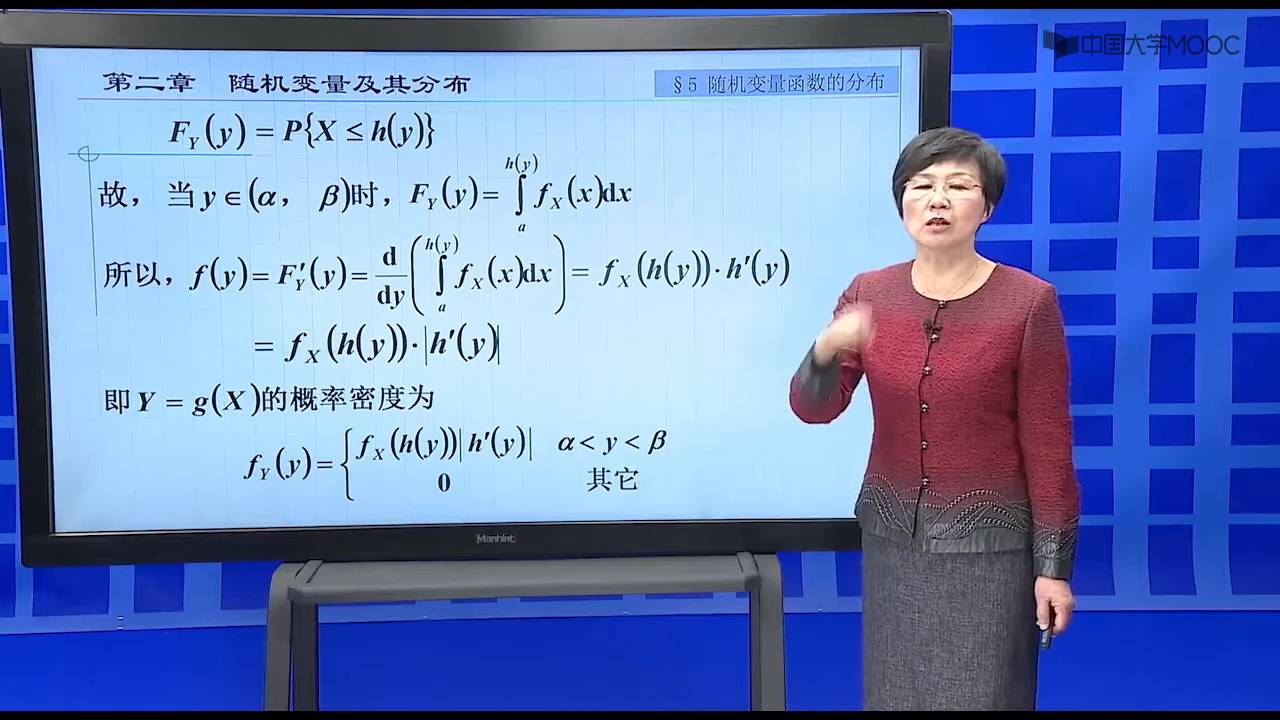 中国大学MOOC
第二章 随机变量及其分布 §5 随机变量函数的分布
F_Y(y) = P{X ≤ h(y)}
故， 当 y ∈ (α， β)时， F_Y(y) = ∫_a^{h(y)} f_X(x)dx
所以， f(y) = F′_Y(y) = d/dy (∫_a^{h(y)} f_X(x)dx) = f_X(h(y)) · h′(y)
= f_X(h(y)) · |h′(y)|
即 Y = g(X)的概率密度为
f_Y(y) = { f_X(h(y))| h′(y)| α < y < β
0 其它